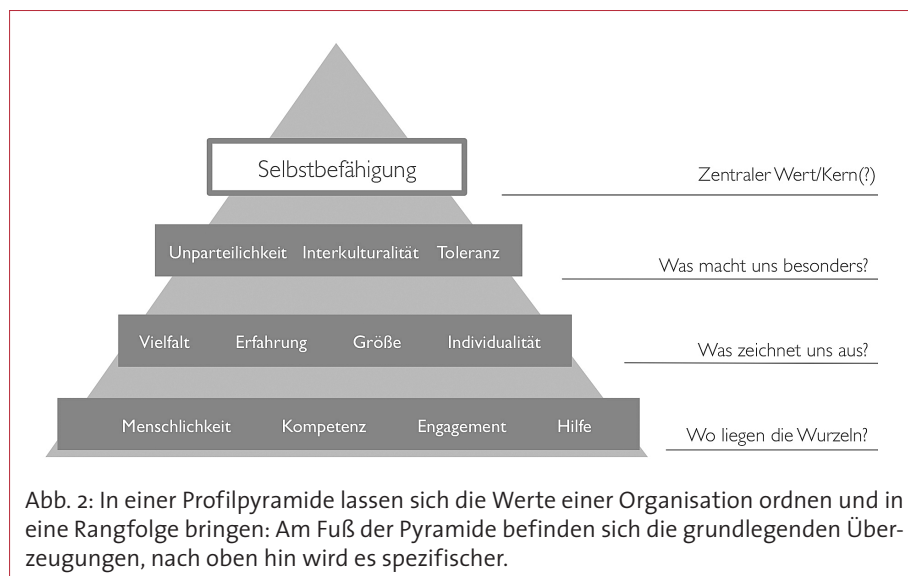 Selbstbefähigung
Zentraler Wert/Kern(?)
Unparteilichkeit Interkulturalität Toleranz
Was macht uns besonders?
Vielfalt Erfahrung Größe Individualität
Was zeichnet uns aus?
Menschlichkeit Kompetenz Engagement Hilfe
Wo liegen die Wurzeln?
Abb. 2: In einer Profilpyramide lassen sich die Werte einer Organisation ordnen und in
eine Rangfolge bringen: Am Fuß der Pyramide befinden sich die grundlegenden Über-
zeugungen, nach oben hin wird es spezifischer.